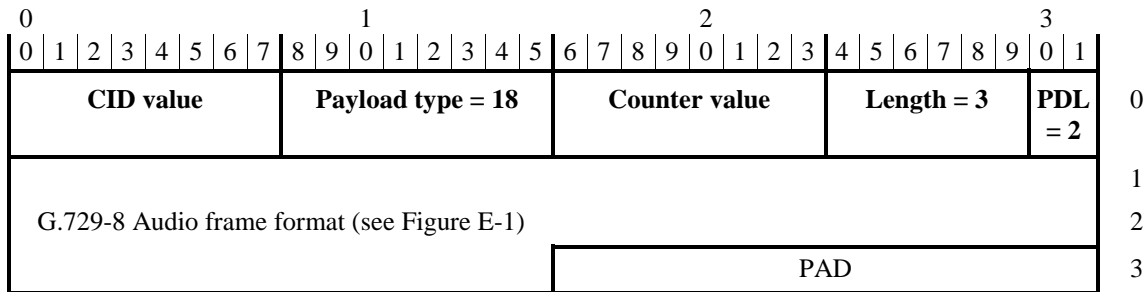 0 1 2 3
0 1 2 3 4 5 6 7 8 9 0 1 2 3 4 5 6 7 8 9 0 1 2 3 4 5 6 7 8 9 0 1
CID value Payload type = 18 Counter value Length = 3 PDL 0
= 2
1
G.729-8 Audio frame format (see Figure E-1) 2
PAD 3